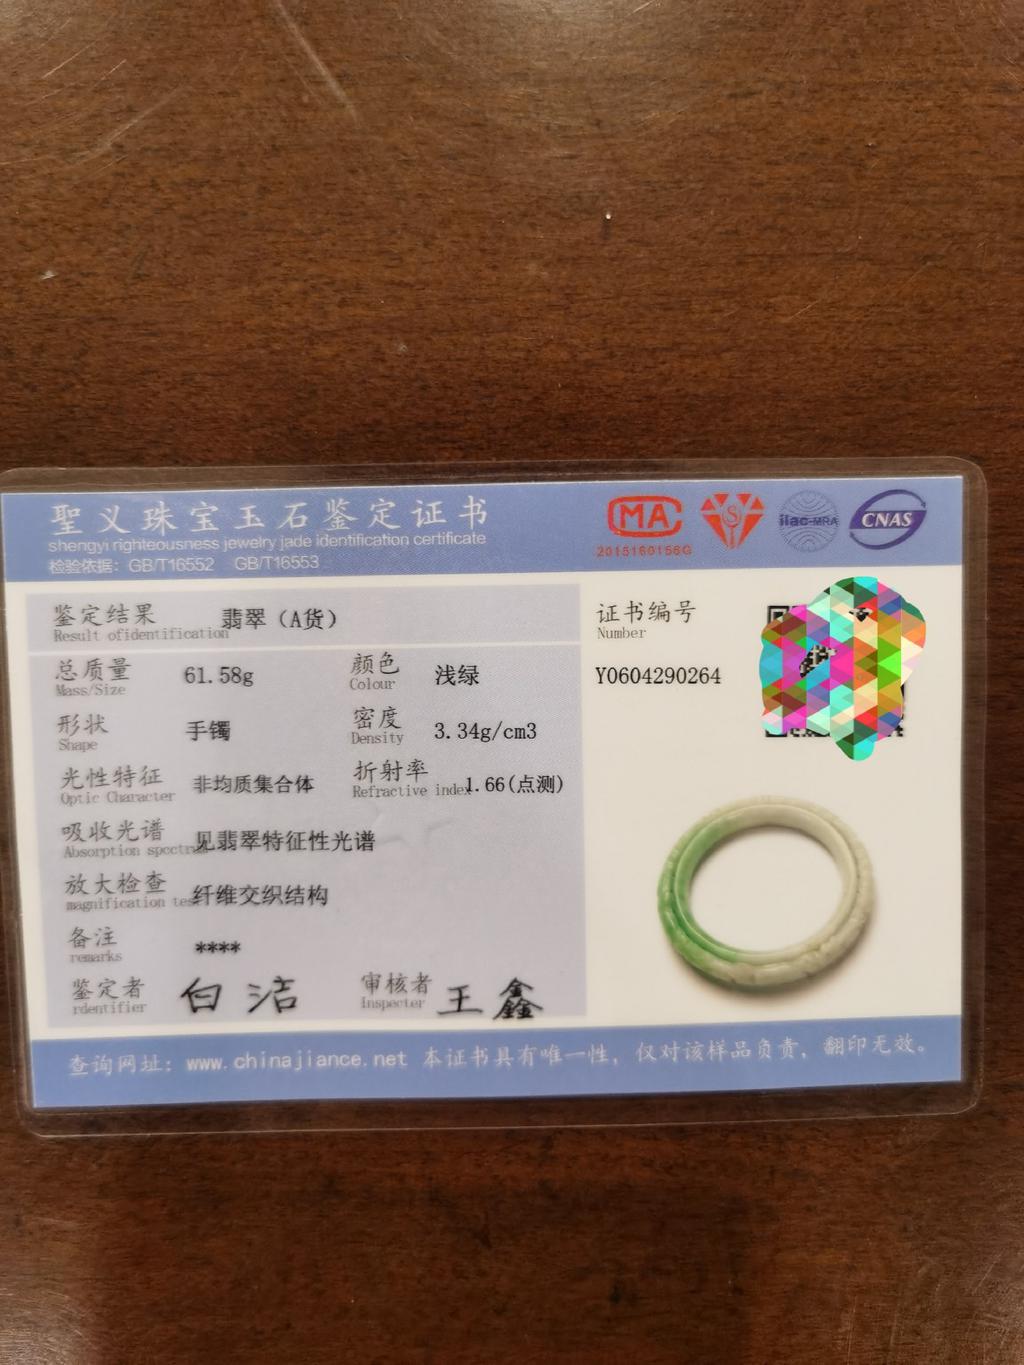 聖义珠宝玉石鉴定证书
shengyi righteousness jewelry jade identification certificate
检验依据: GB/T16552 GB/T16553
MA
2015160156G
S
ilac-MRA
CNAS
鉴定结果 翡翠（A货）
Result ofidentification
总质量 61.58g 颜色 浅绿
Mass/Size Colour
形状 手镯 密度 3.34g/cm3
Shape Density
光性特征 非均质集合体 折射率 1.66(点测)
Optic Character Refractive index
吸收光谱 见翡翠特征性光谱
Absorption spectrum
放大检查 纤维交织结构
magnification test
备注 ****
remarks
鉴定者 白洁 审核者 王鑫
rdentifier Inspecter
证书编号
Number
Y0604290264
查询网址: www.chinajiance.net 本证书具有唯一性, 仅对该样品负责, 翻印无效。